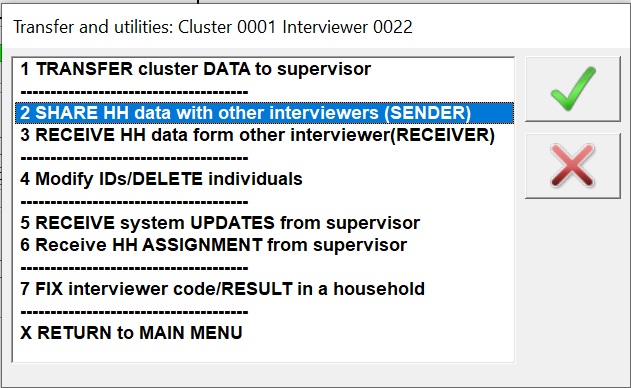 Transfer and utilities: Cluster 0001 Interviewer 0022
1 TRANSFER cluster DATA to supervisor
-------------------------------------
2 SHARE HH data with other interviewers (SENDER)
3 RECEIVE HH data form other interviewer(RECEIVER)
-------------------------------------
4 Modify IDs/DELETE individuals
-------------------------------------
5 RECEIVE system UPDATES from supervisor
6 Receive HH ASSIGNMENT from supervisor
-------------------------------------
7 FIX interviewer code/RESULT in a household
-------------------------------------
X RETURN to MAIN MENU